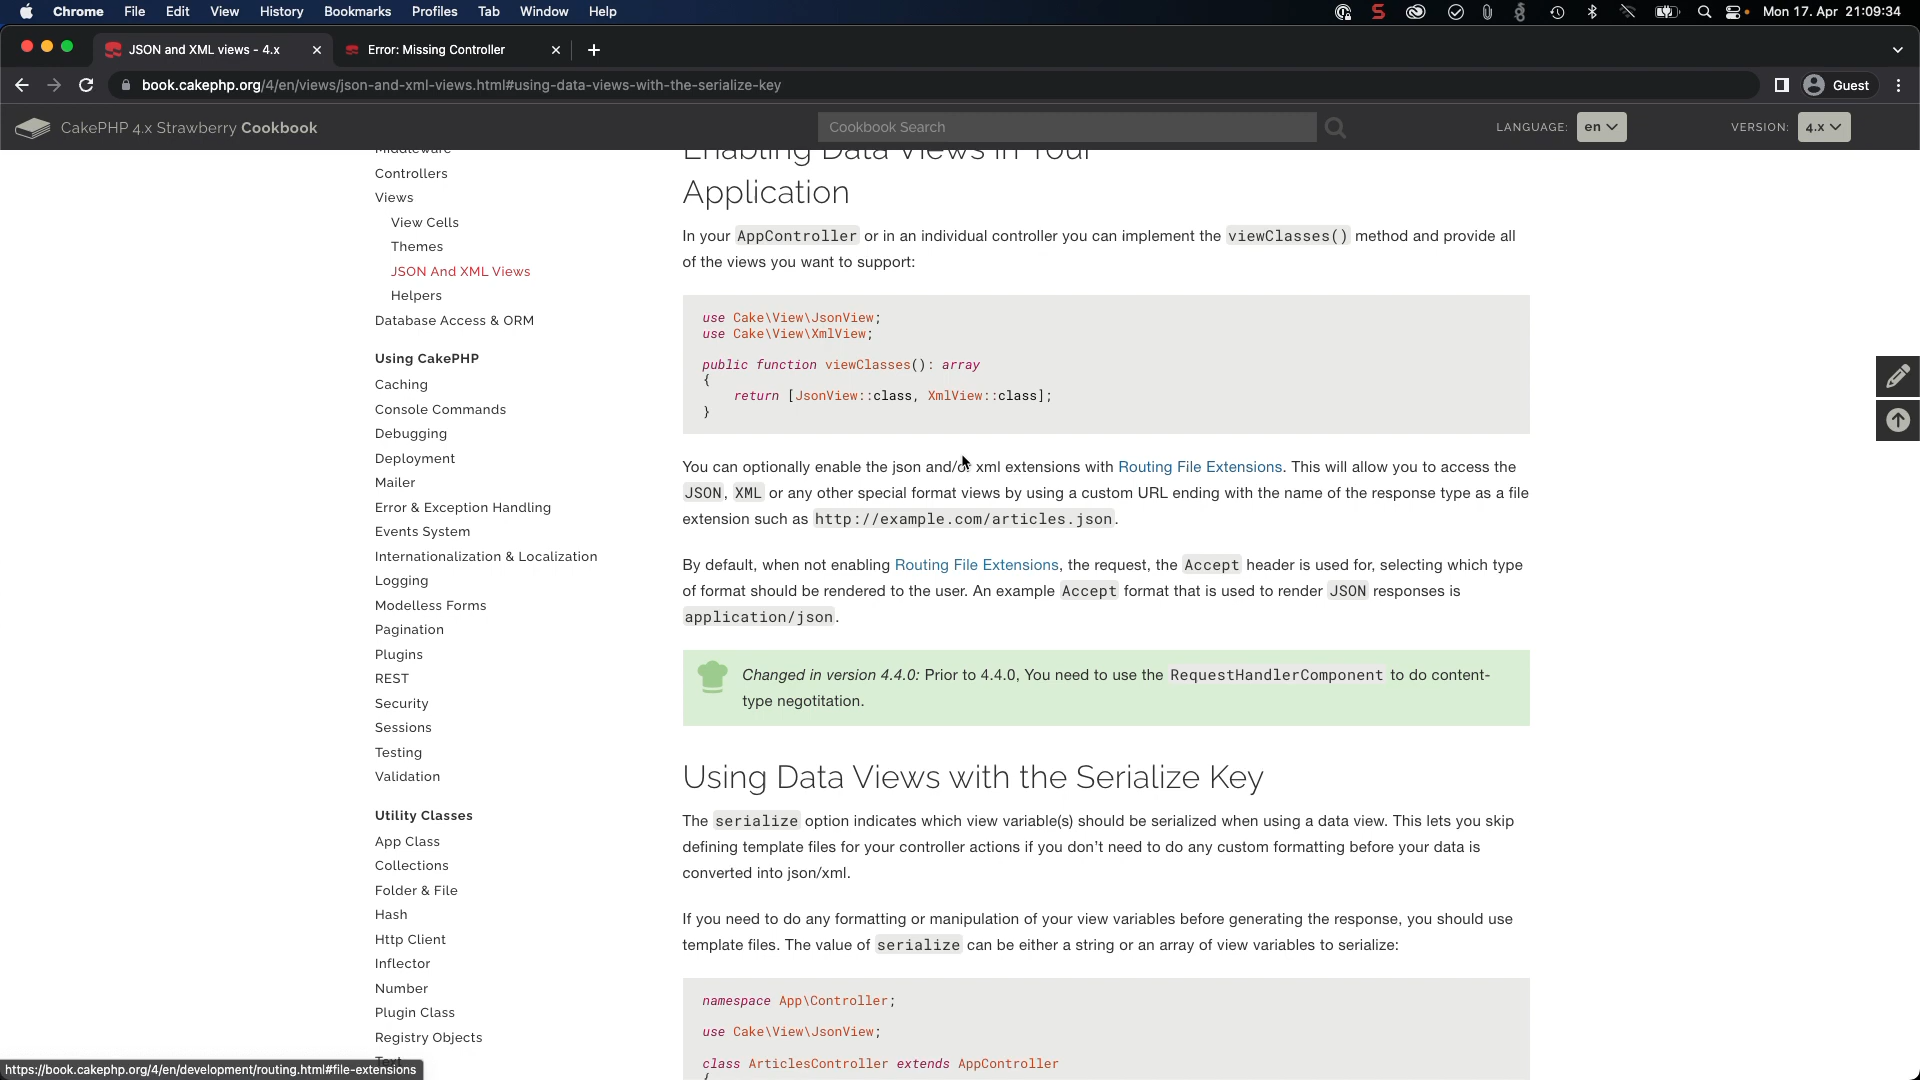 Chrome File Edit View History Bookmarks Profiles Tab Window Help
Mon 17. Apr 21:09:34
JSON and XML views - 4.x
Error: Missing Controller
book.cakephp.org/4/en/views/json-and-xml-views.html#using-data-views-with-the-serialize-key
Guest
CakePHP 4.x Strawberry Cookbook
Cookbook Search
LANGUAGE: en
VERSION: 4.x
Middleware
Controllers
Views
View Cells
Themes
JSON And XML Views
Helpers
Database Access & ORM
Using CakePHP
Caching
Console Commands
Debugging
Deployment
Mailer
Error & Exception Handling
Events System
Internationalization & Localization
Logging
Modelless Forms
Pagination
Plugins
REST
Security
Sessions
Testing
Validation
Utility Classes
App Class
Collections
Folder & File
Hash
Http Client
Inflector
Number
Plugin Class
Registry Objects
Text
Enabling Data Views in Your
Application
In your AppController or in an individual controller you can implement the viewClasses() method and provide all
of the views you want to support:
use Cake\View\JsonView;
use Cake\View\XmlView;
public function viewClasses(): array
{
return [JsonView::class, XmlView::class];
}
You can optionally enable the json and/or xml extensions with Routing File Extensions. This will allow you to access the
JSON, XML or any other special format views by using a custom URL ending with the name of the response type as a file
extension such as http://example.com/articles.json.
By default, when not enabling Routing File Extensions, the request, the Accept header is used for, selecting which type
of format should be rendered to the user. An example Accept format that is used to render JSON responses is
application/json.
Changed in version 4.4.0: Prior to 4.4.0, You need to use the RequestHandlerComponent to do content-
type negotitation.
Using Data Views with the Serialize Key
The serialize option indicates which view variable(s) should be serialized when using a data view. This lets you skip
defining template files for your controller actions if you don't need to do any custom formatting before your data is
converted into json/xml.
If you need to do any formatting or manipulation of your view variables before generating the response, you should use
template files. The value of serialize can be either a string or an array of view variables to serialize:
namespace App\Controller;
use Cake\View\JsonView;
class ArticlesController extends AppController
{
https://book.cakephp.org/4/en/development/routing.html#file-extensions